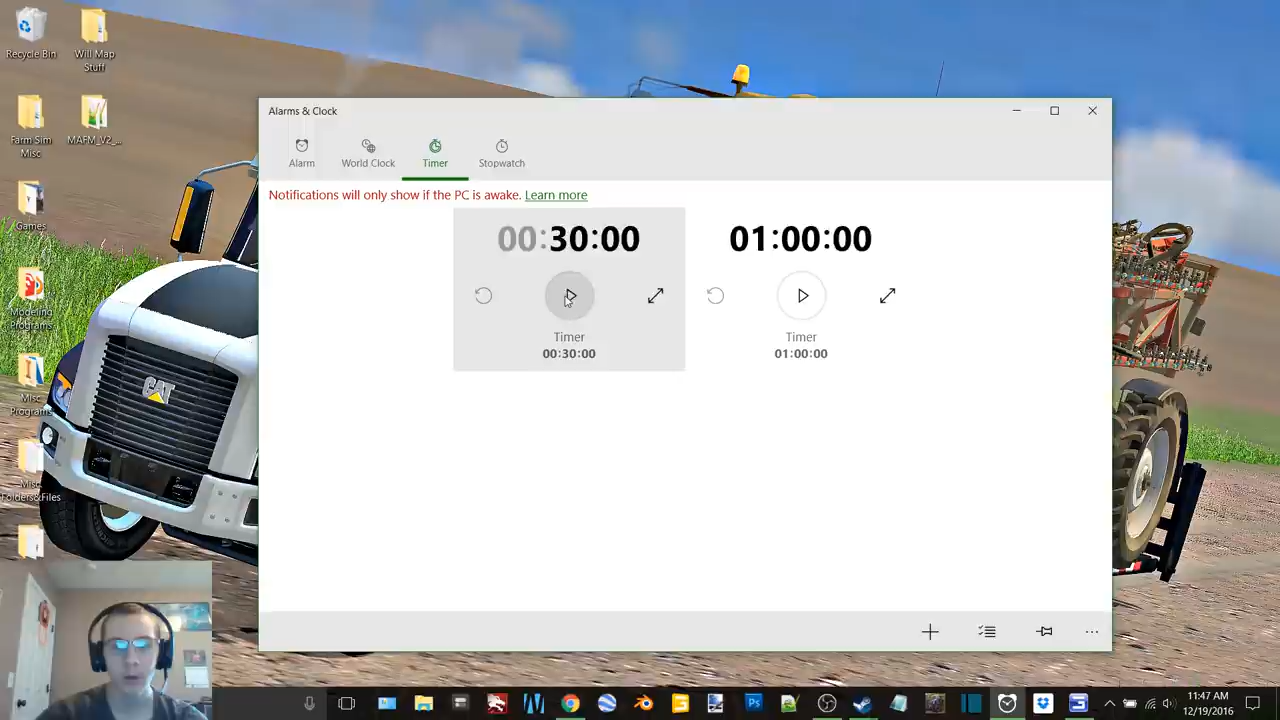 Recycle Bin
Will Map
Stuff
Farm Sim
Misc
MAFM_V2_...
Games
Modeling
Programs
Misc
Programs
Misc
Folders&Files
CAT
Alarms & Clock
Alarm
World Clock
Timer
Stopwatch
Notifications will only show if the PC is awake. Learn more
00:30:00
01:00:00
Timer
00:30:00
Timer
01:00:00
11:47 AM
12/19/2016